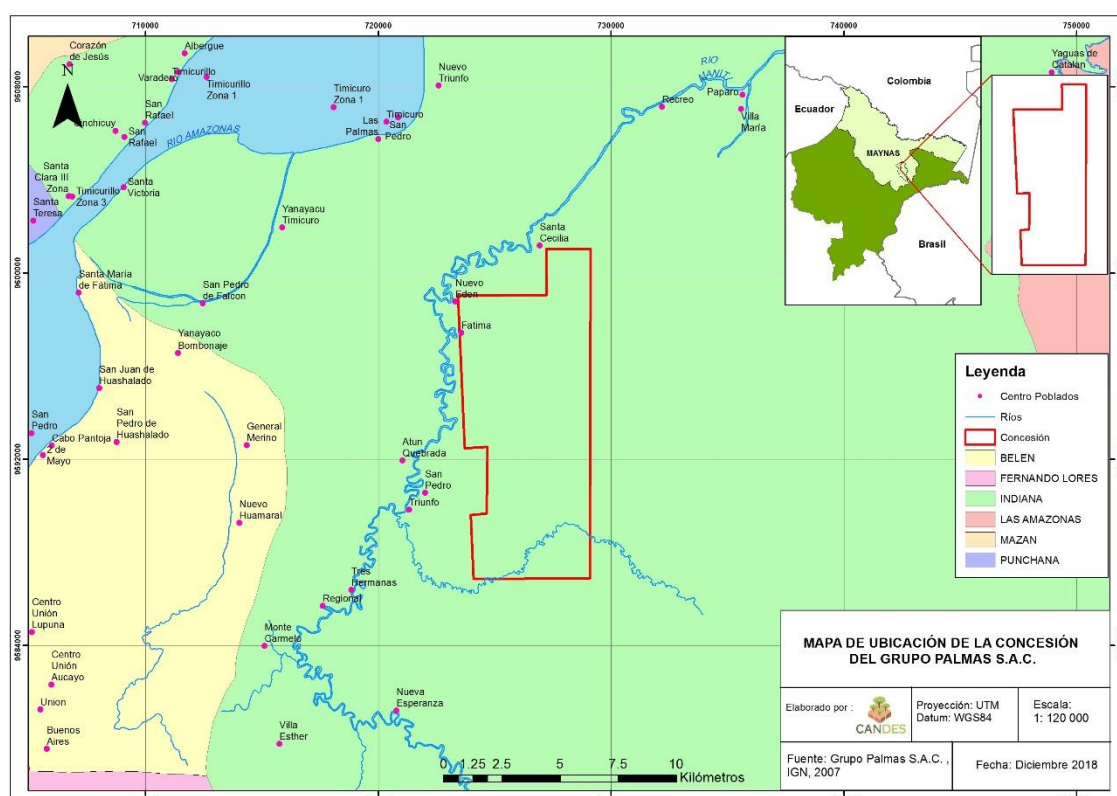 710000
720000
730000
740000
750000
Corazón
de Jesús
Albergue
Varadero
Timicurillo
Timicurillo
Zona 1
San
Rafael
San
Rafael
RIO AMAZONAS
Timicuro
Zona 1
Las
Palmas
Timicuro
San
Pedro
Nuevo
Triunfo
RIO
MANITI
Recreo
Paparo
Villa
María
Yaguas de
Catalan
N
Santa
Clara III
Zona
Timicurillo
Zona 3
Santa
Teresa
Santa
Victoria
Yanayacu
Timicuro
Santa
Cecilia
Santa María
de Fátima
San Pedro
de Falcon
Nuevo
Eden
Fatima
Yanayaco
Bombonaje
San Juan de
Huashalado
San
Pedro
Cabo Pantoja
2 de
Mayo
San
Pedro de
Huashalado
General
Merino
Atun
Quebrada
San
Pedro
Triunfo
Nuevo
Huamaral
Tres
Hermanas
Regional
Centro
Unión
Lupuna
Monte
Carmelo
Centro
Unión
Aucayo
Union
Buenos
Aires
Villa
Esther
Nueva
Esperanza
9692000
9684000
Colombia
Ecuador
MAYNAS
Brasil
Leyenda
Centro Poblados
Ríos
Concesión
BELEN
FERNANDO LORES
INDIANA
LAS AMAZONAS
MAZAN
PUNCHANA
0 1.25 2.5 5 7.5 10
Kilómetros
MAPA DE UBICACIÓN DE LA CONCESIÓN
DEL GRUPO PALMAS S.A.C.
Elaborado por :
CANDES
Proyección: UTM
Datum: WGS84
Escala:
1: 120 000
Fuente: Grupo Palmas S.A.C. ,
IGN, 2007
Fecha: Diciembre 2018